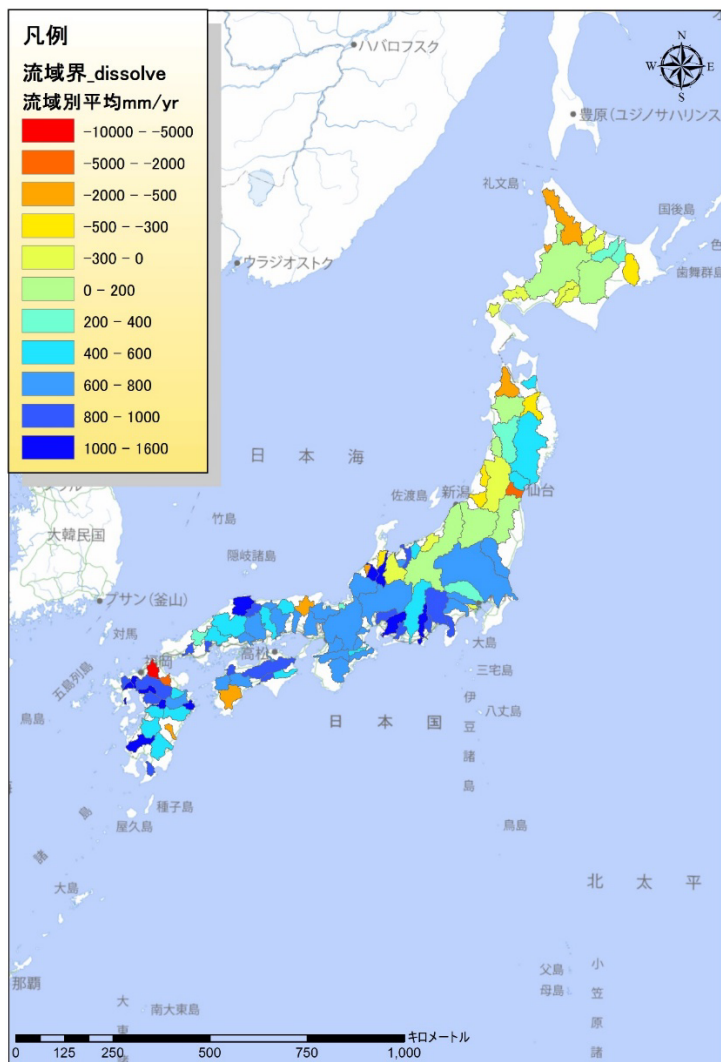 凡例
流域界_dissolve
流域別平均mm/yr
-10000 - -5000
-5000 - -2000
-2000 - -500
-500 - -300
-300 - 0
0 - 200
200 - 400
400 - 600
600 - 800
800 - 1000
1000 - 1600
ハバロフスク
N
W
E
S
豊原(ユジノサハリンス
礼文島
国後島
色
ウラジオストク
歯舞群島
日本海
佐渡島
新潟
仙台
竹島
大韓民国
隠岐諸島
プサン(釜山)
対馬
福岡
高松
大島
五島列島
三宅島
鳥島
日本国
伊豆諸島
八丈島
種子島
屋久島
鳥島
諸島
大島
北太平
那覇
父島
母島
小笠原諸
南大東島
大東
0
125
250
500
750
1,000
キロメートル